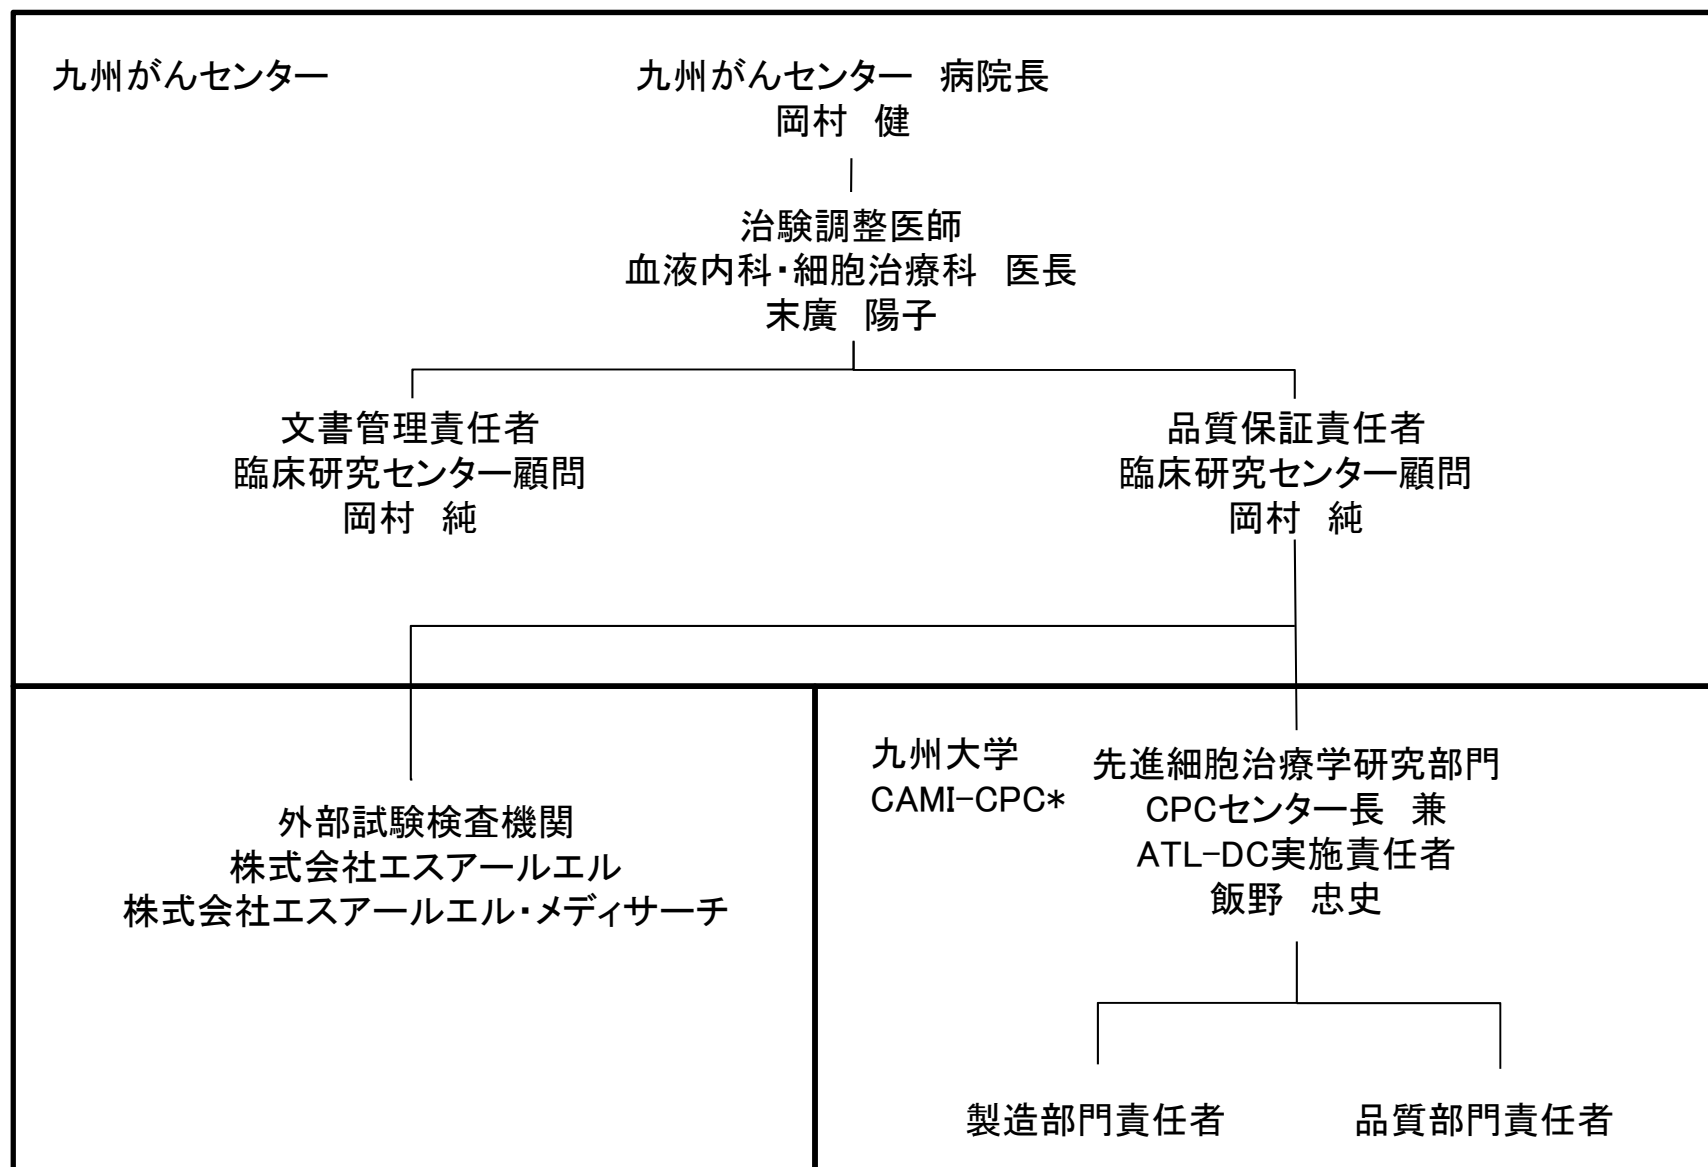 九州がんセンター
九州がんセンター　病院長
岡村　健
治験調整医師
血液内科・細胞治療科　医長
末廣　陽子
文書管理責任者
臨床研究センター顧問
岡村　純
品質保証責任者
臨床研究センター顧問
岡村　純
外部試験検査機関
株式会社エスアールエル
株式会社エスアールエル・メディサーチ
九州大学
CAMI-CPC*
先進細胞治療学研究部門
CPCセンター長　兼
ATL-DC実施責任者
飯野　忠史
製造部門責任者
品質部門責任者